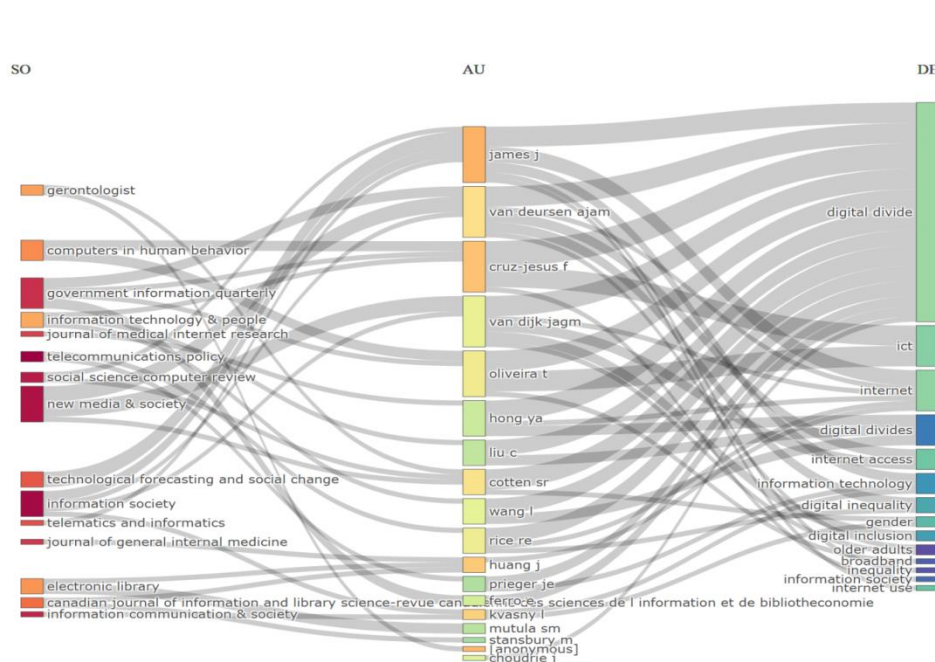 SO
AU
DE
gerontologist
computers in human behavior
government information quarterly
information technology & people
journal of medical internet research
telecommunications policy
social science computer review
new media & society
technological forecasting and social change
information society
telematics and informatics
journal of general internal medicine
electronic library
canadian journal of information and library science-revue canadienne des sciences de l information et de bibliotheconomie
information communication & society
james j
van deursen ajam
cruz-jesus f
van dijk jagm
oliveira t
hong ya
liu c
cotten sr
wang l
rice re
huang j
prieger je
ferro e
kvasny l
mutula sm
stansbury m
[anonymous]
choudrie j
digital divide
ict
internet
digital divides
internet access
information technology
digital inequality
gender
digital inclusion
older adults
broadband
inequality
information society
internet use